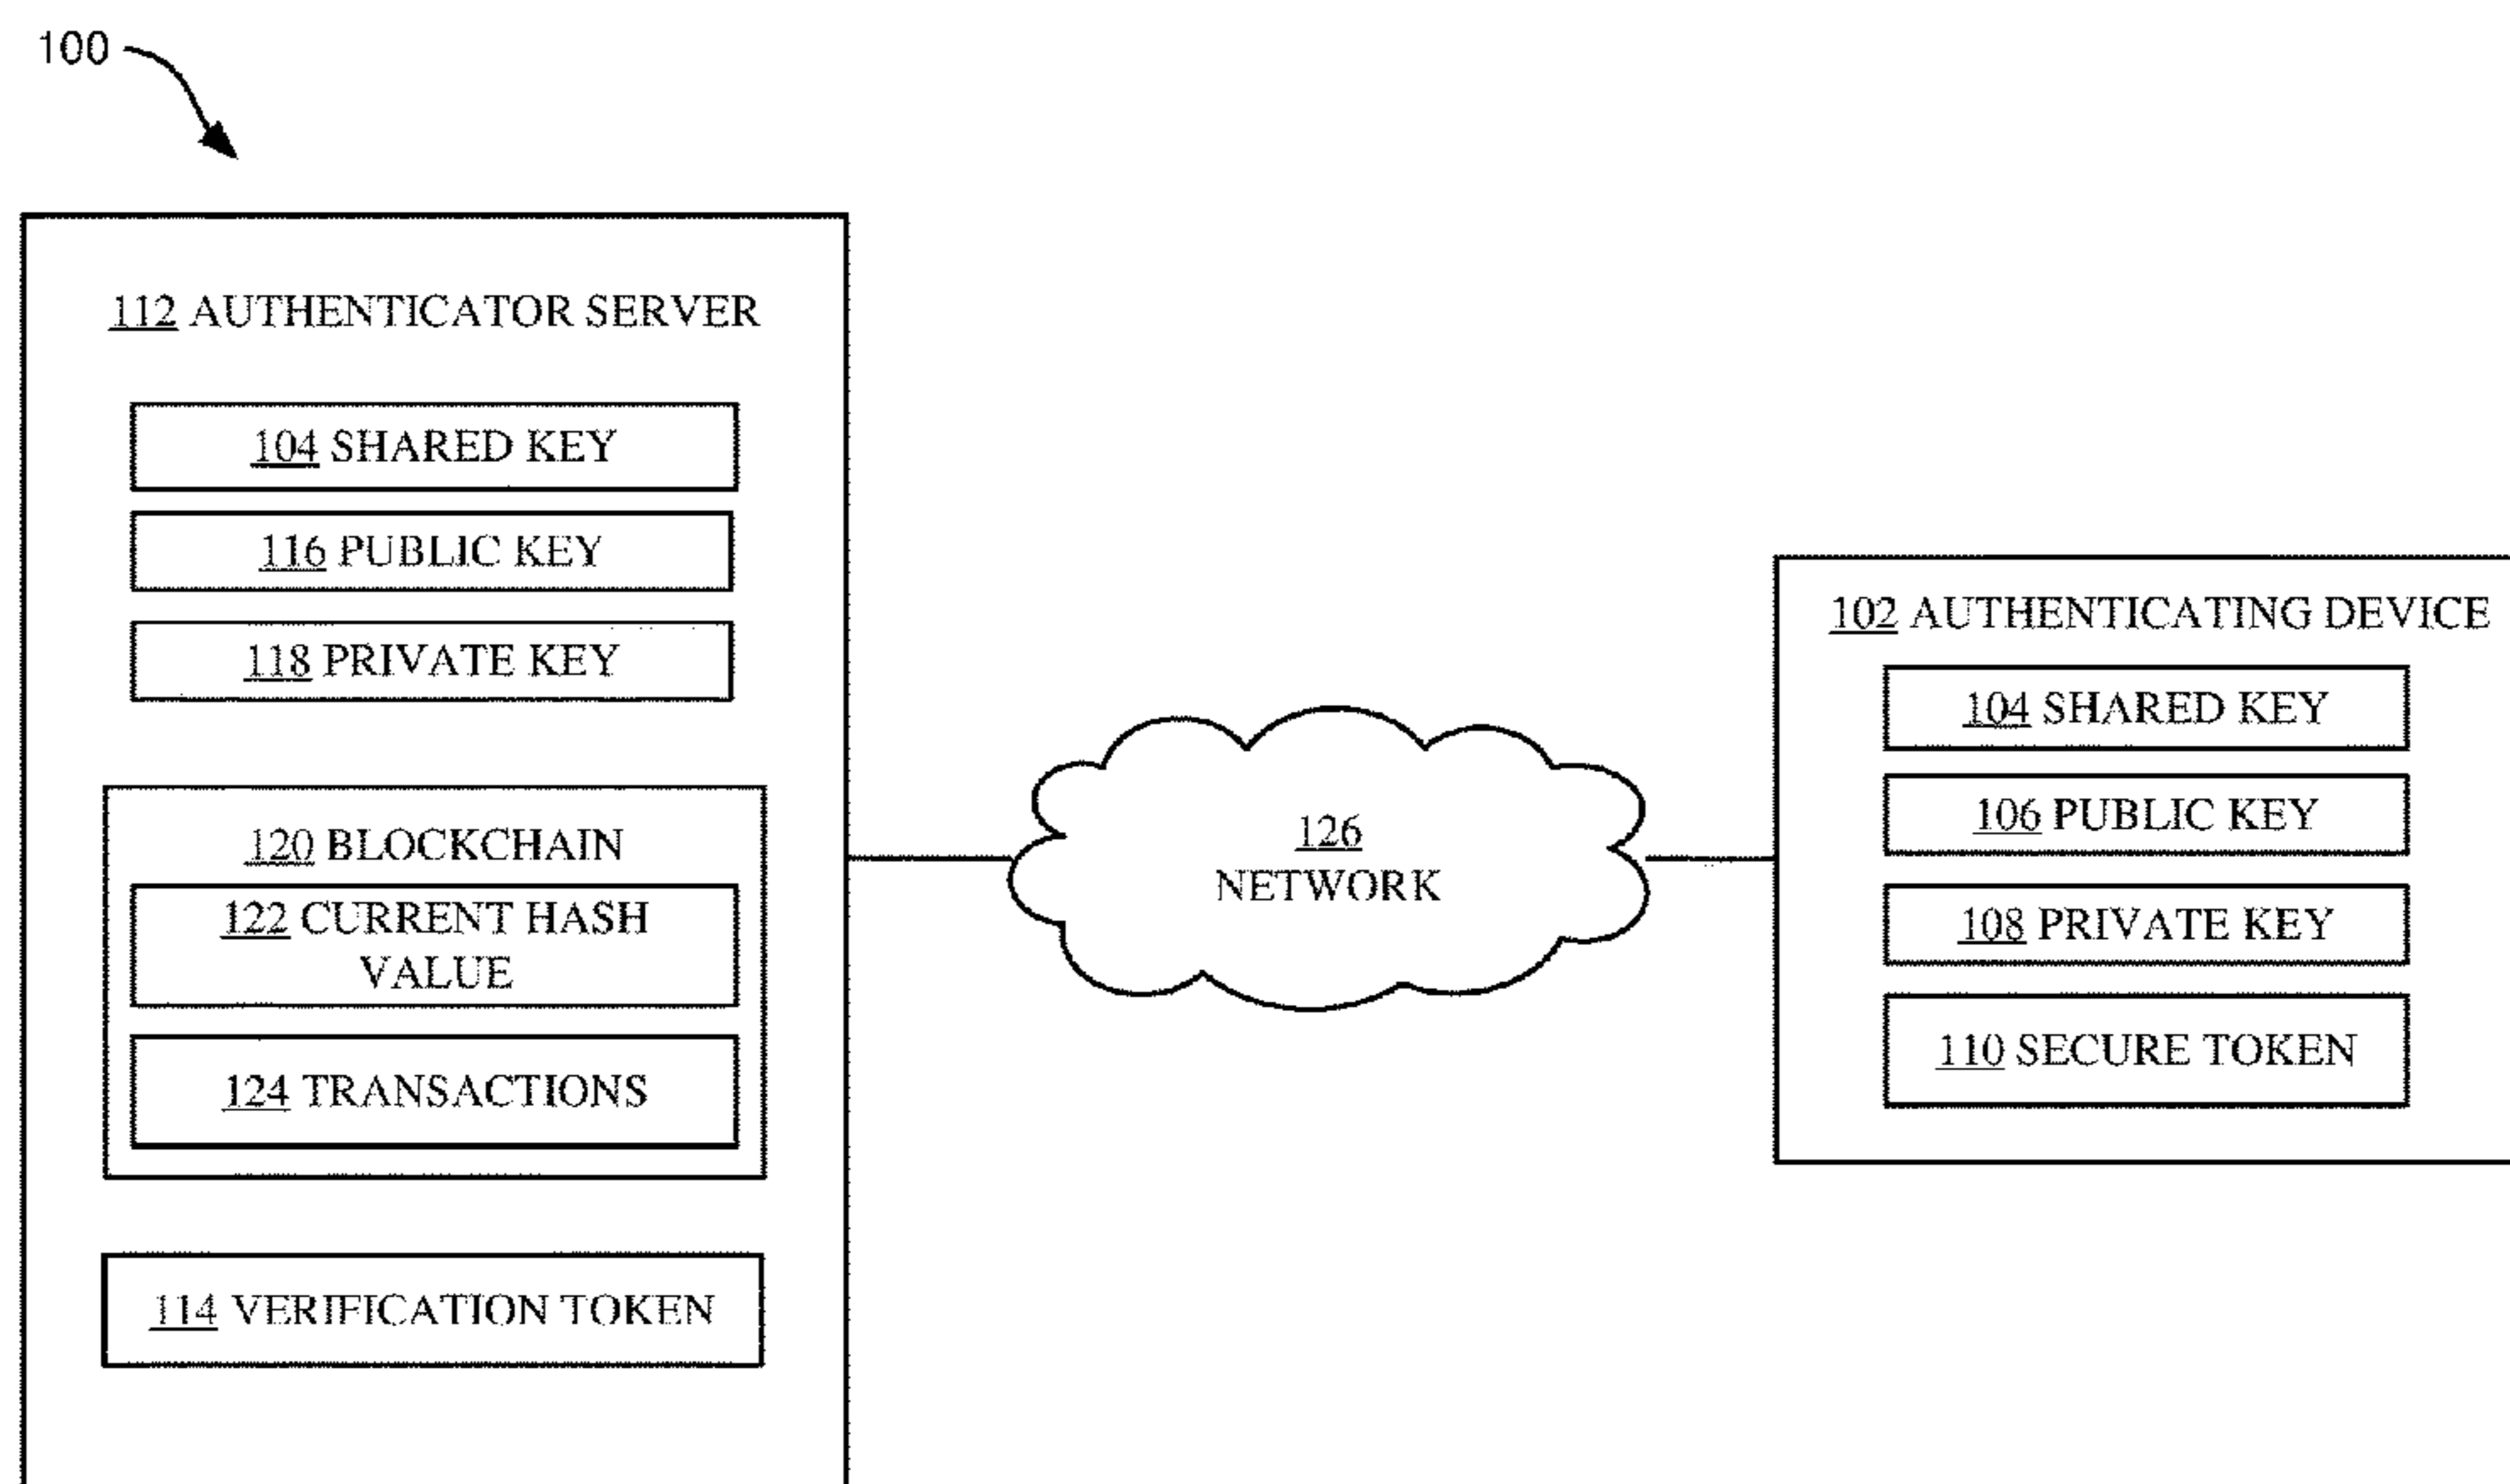 100
112 AUTHENTICATOR SERVER
104 SHARED KEY
116 PUBLIC KEY
118 PRIVATE KEY
120 BLOCKCHAIN
122 CURRENT HASH
VALUE
124 TRANSACTIONS
114 VERIFICATION TOKEN
126
NETWORK
102 AUTHENTICATING DEVICE
104 SHARED KEY
106 PUBLIC KEY
108 PRIVATE KEY
110 SECURE TOKEN